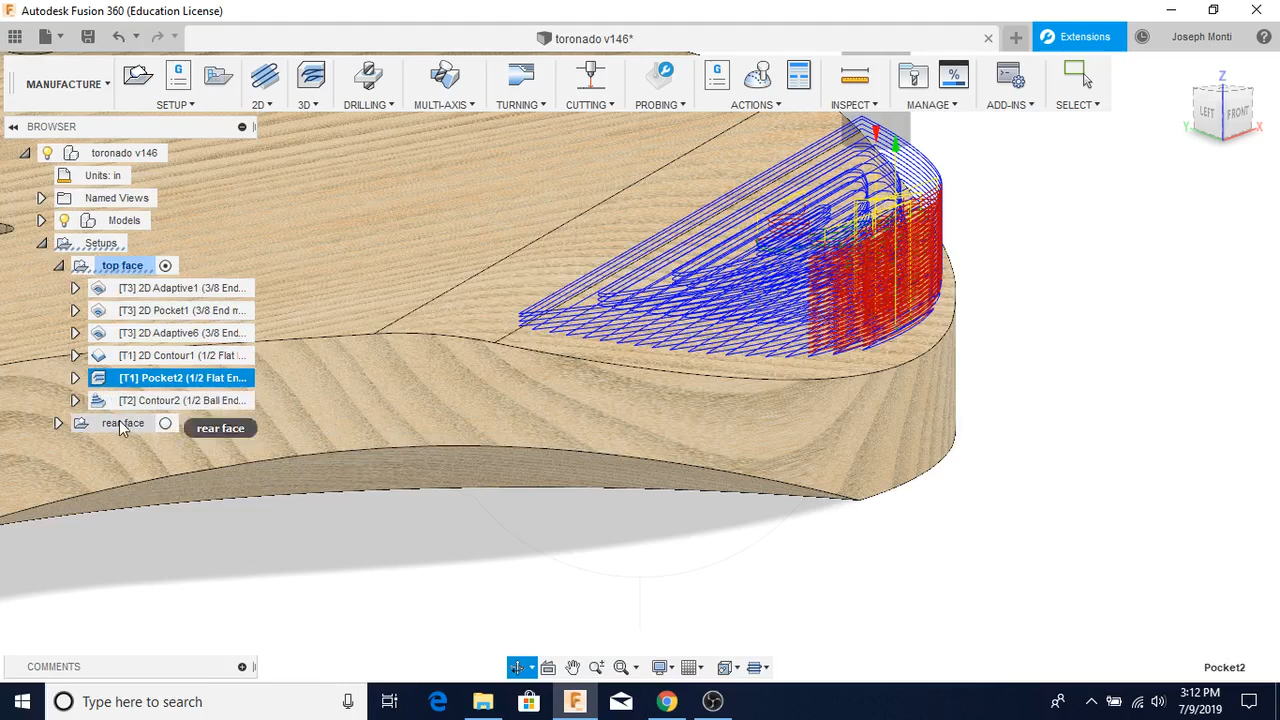 Autodesk Fusion 360 (Education License)
toronado v146*
Extensions
Joseph Monti
MANUFACTURE
SETUP
2D
3D
DRILLING
MULTI-AXIS
TURNING
CUTTING
PROBING
ACTIONS
INSPECT
MANAGE
ADD-INS
SELECT
BROWSER
toronado v146
Units: in
Named Views
Models
Setups
top face
[T3] 2D Adaptive1 (3/8 End...
[T3] 2D Pocket1 (3/8 End m...
[T3] 2D Adaptive6 (3/8 End...
[T1] 2D Contour1 (1/2 Flat ...
[T1] Pocket2 (1/2 Flat En...
[T2] Contour2 (1/2 Ball End...
rear face
rear face
Z
LEFT
FRONT
Y
X
COMMENTS
Pocket2
Type here to search
3:12 PM
7/9/2019